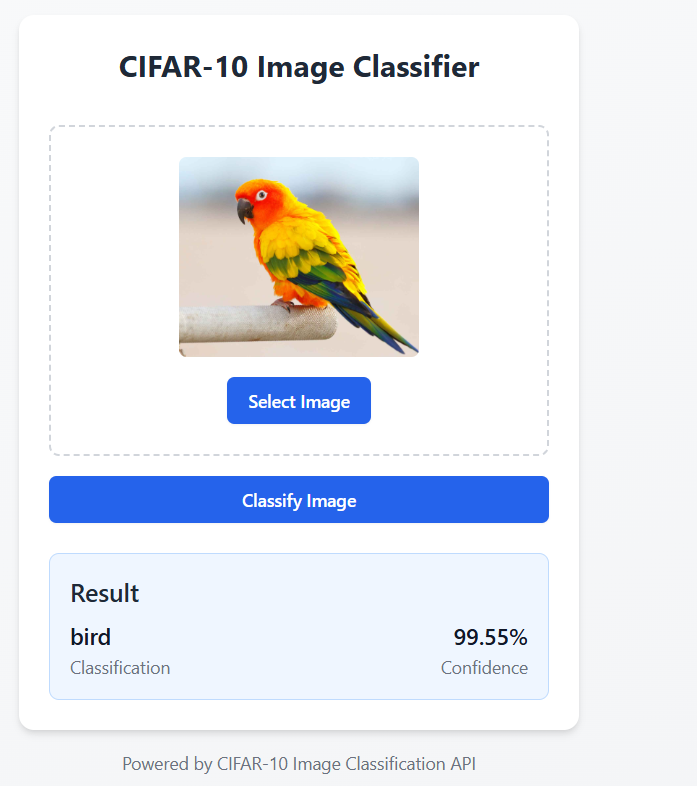 CIFAR-10 Image Classifier
Select Image
Classify Image
Result
bird 99.55%
Classification Confidence
Powered by CIFAR-10 Image Classification API